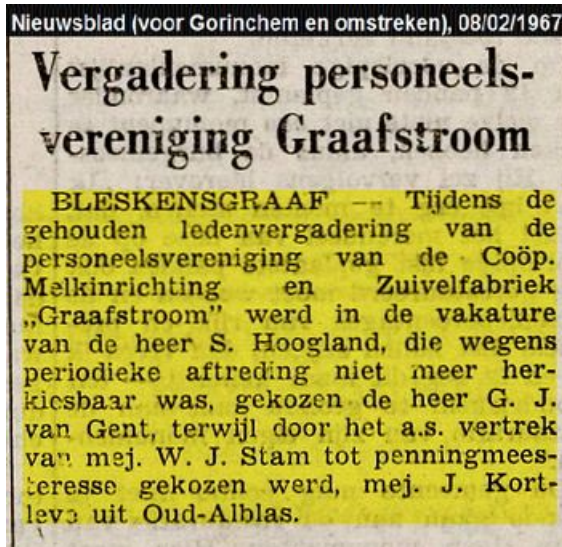 Nieuwsblad (voor Gorinchem en omstreken), 08/02/1967
Vergadering personeels-
vereniging Graafstroom
BLESKENSGRAAF -- Tijdens de
gehouden ledenvergadering van de
personeelsvereniging van de Coöp.
Melkinrichting en Zuivelfabriek
„Graafstroom” werd in de vakature
van de heer S. Hoogland, die wegens
periodieke aftreding niet meer her-
kiesbaar was, gekozen de heer G. J.
van Gent, terwijl door het a.s. vertrek
van mej. W. J. Stam tot penningmees-
teresse gekozen werd, mej. J. Kort-
leve uit Oud-Alblas.